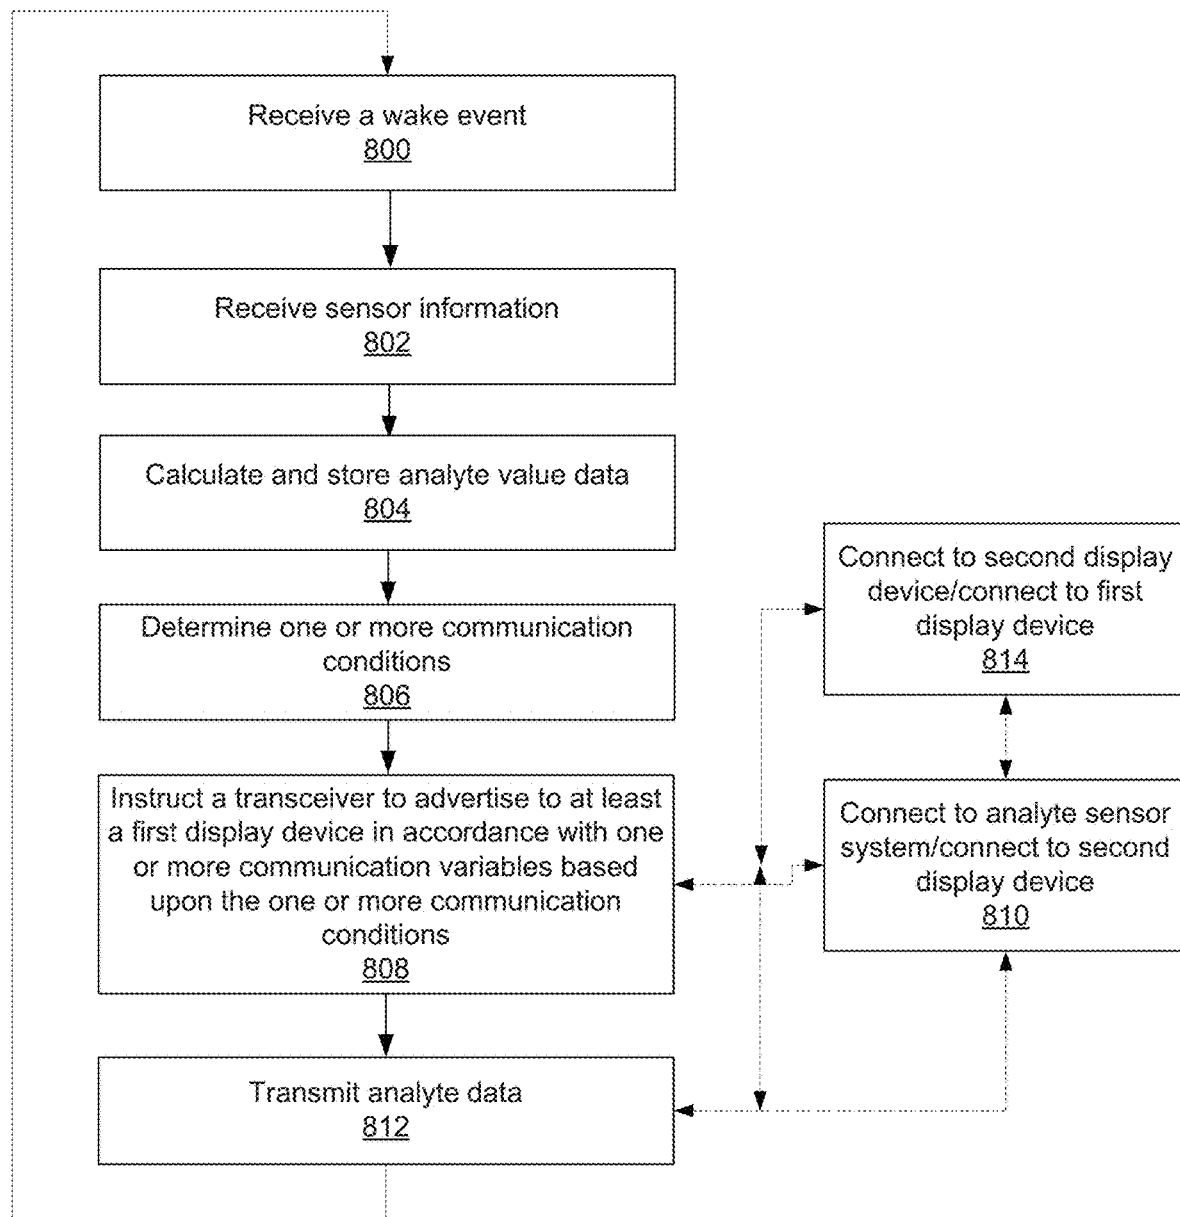 Receive a wake event
800
Receive sensor information
802
Calculate and store analyte value data
804
Determine one or more communication
conditions
806
Instruct a transceiver to advertise to at least
a first display device in accordance with one
or more communication variables based
upon the one or more communication
conditions
808
Transmit analyte data
812
Connect to second display
device/connect to first
display device
814
Connect to analyte sensor
system/connect to second
display device
810